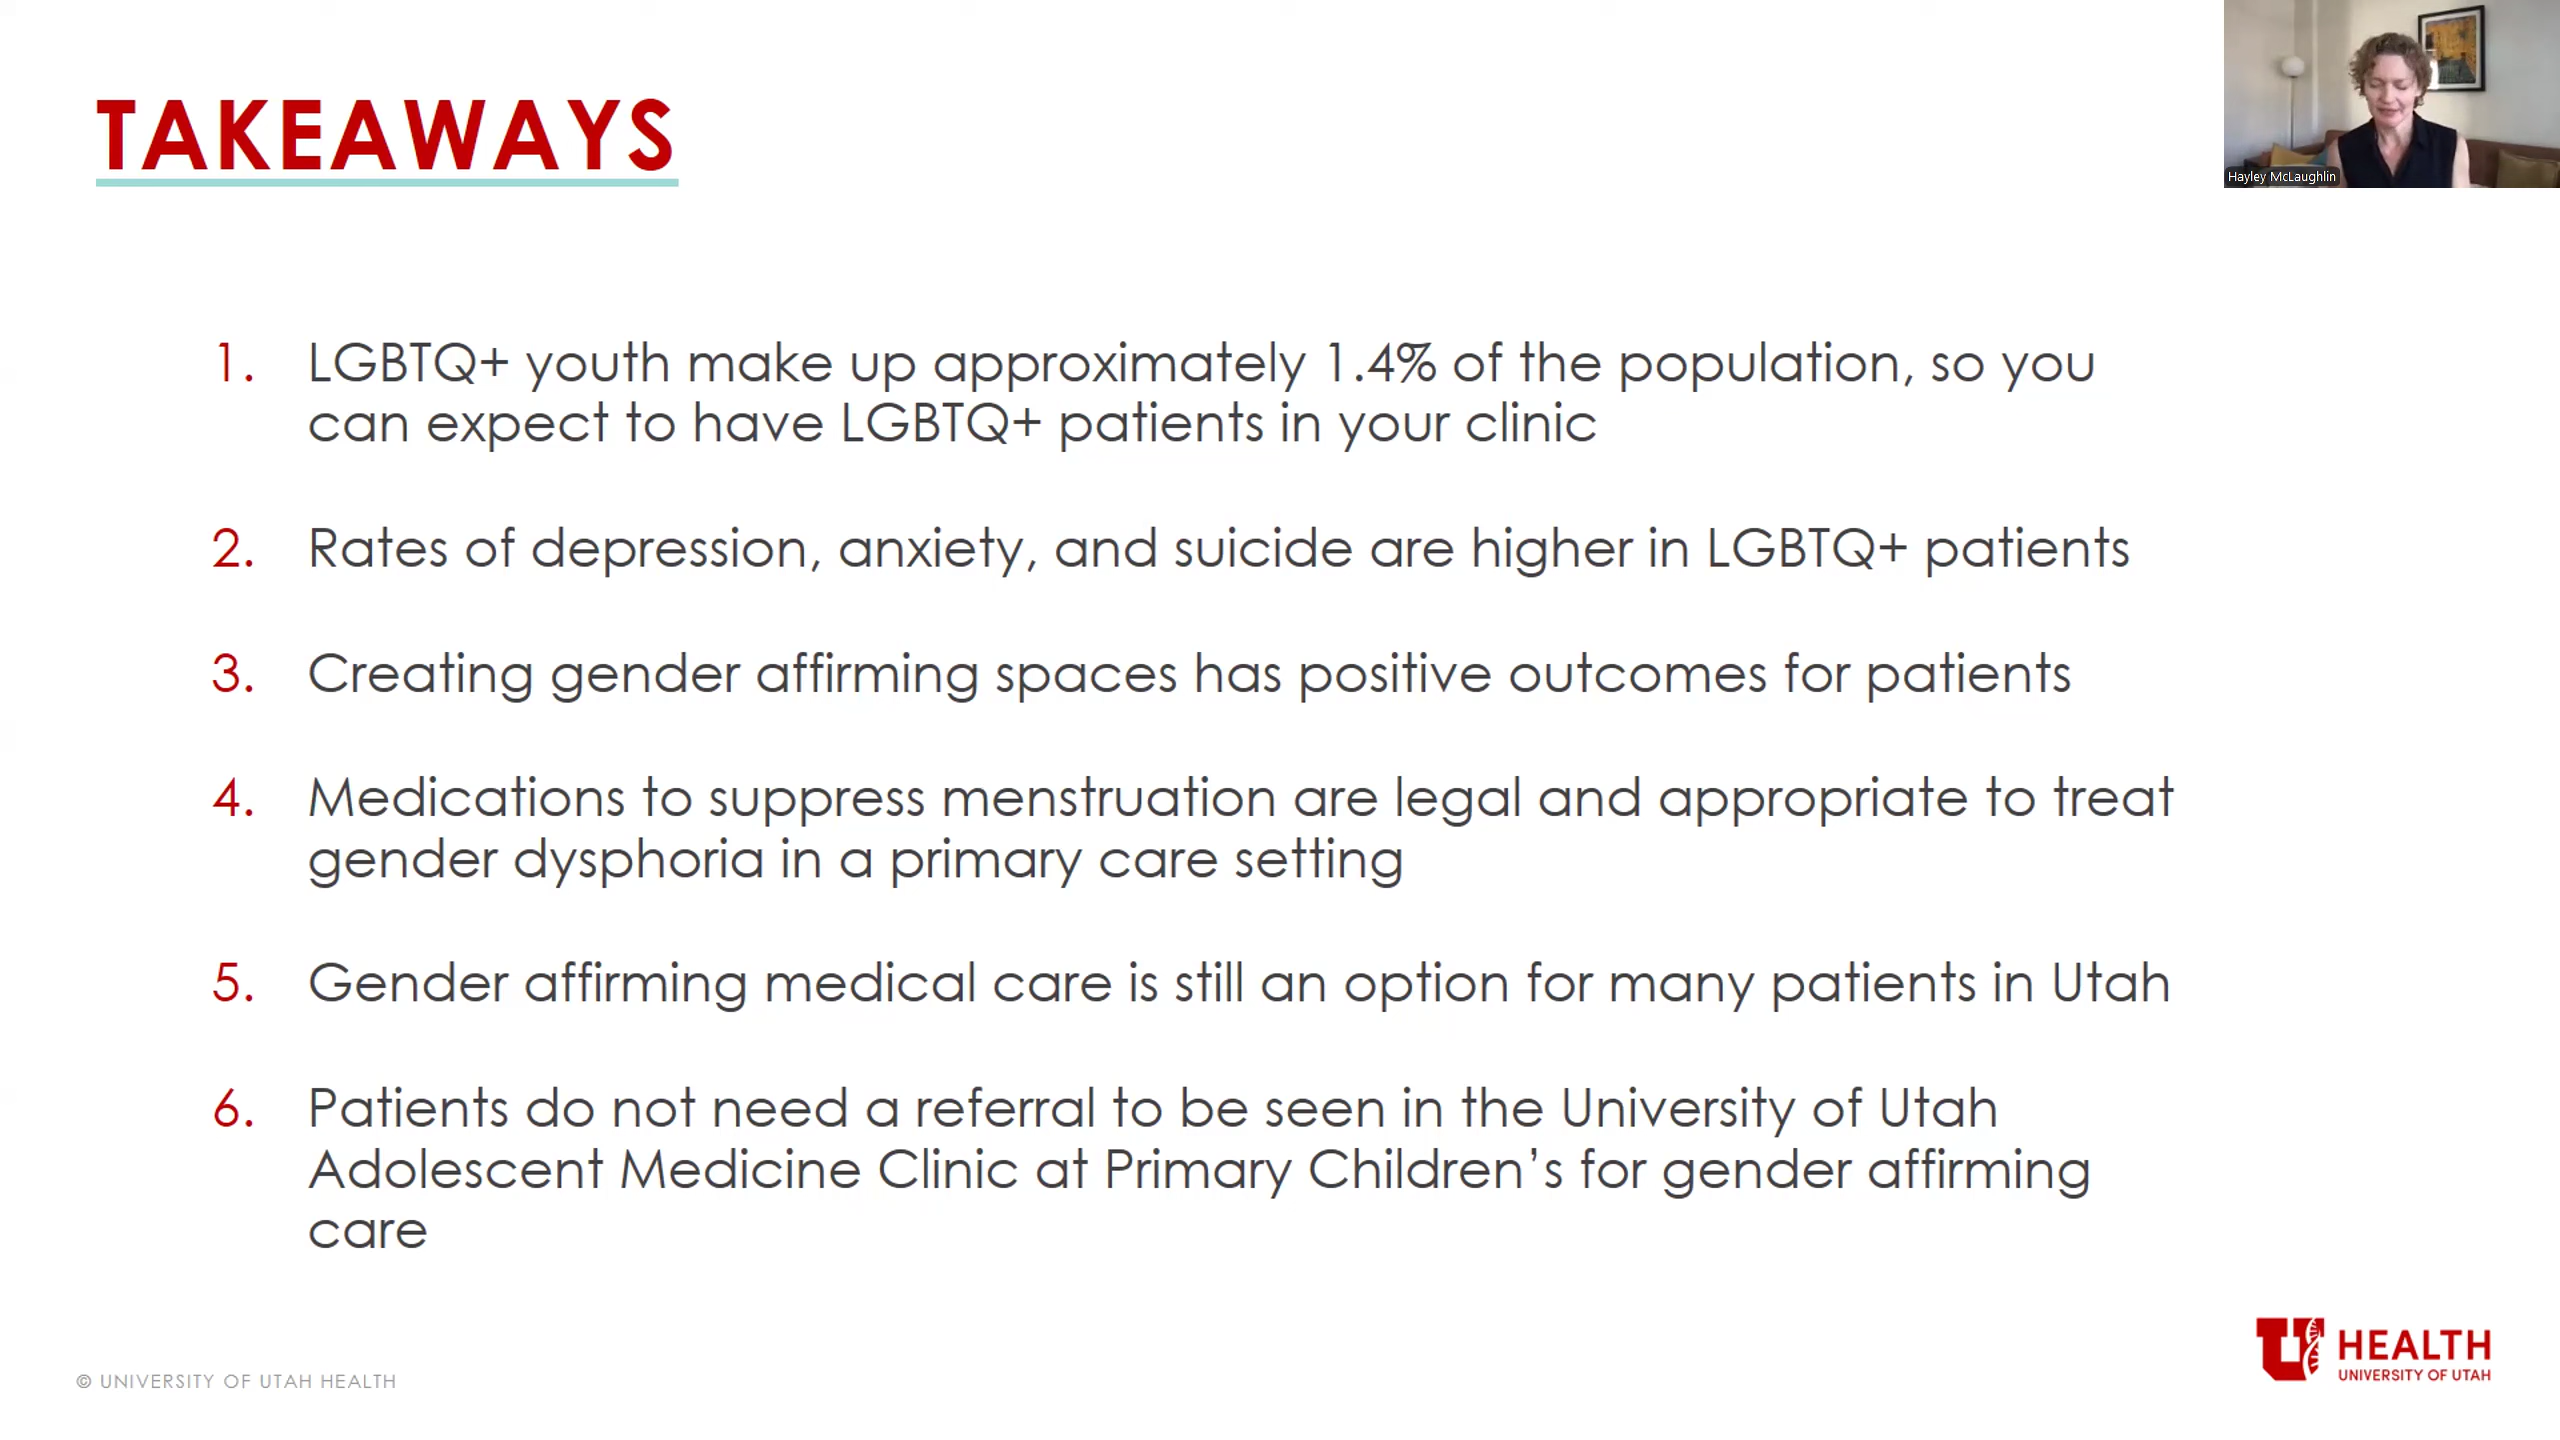 TAKEAWAYS
Hayley McLaughlin
1. LGBTQ+ youth make up approximately 1.4% of the population, so you
can expect to have LGBTQ+ patients in your clinic
2. Rates of depression, anxiety, and suicide are higher in LGBTQ+ patients
3. Creating gender affirming spaces has positive outcomes for patients
4. Medications to suppress menstruation are legal and appropriate to treat
gender dysphoria in a primary care setting
5. Gender affirming medical care is still an option for many patients in Utah
6. Patients do not need a referral to be seen in the University of Utah
Adolescent Medicine Clinic at Primary Children’s for gender affirming
care
© UNIVERSITY OF UTAH HEALTH
U HEALTH
UNIVERSITY OF UTAH